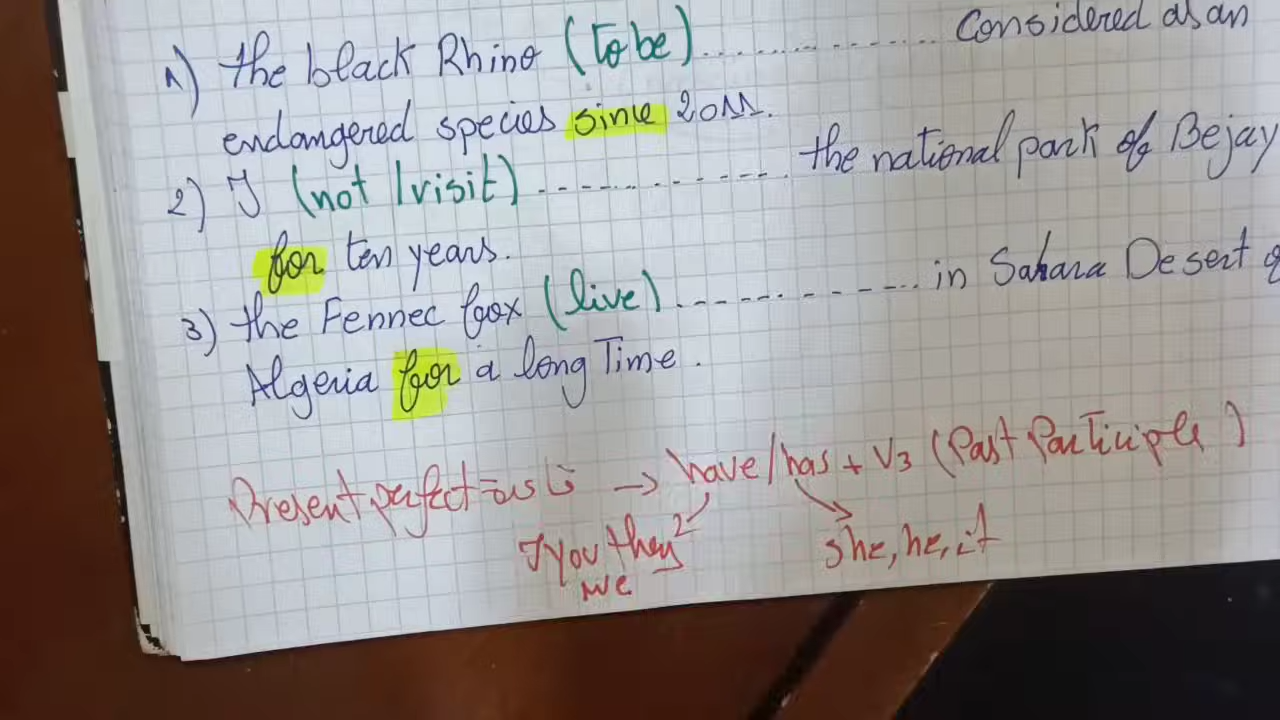 1) the black Rhino (to be) .............. Considered as an
endangered species since 2011.
2) I (not / visit) ............. the national park of Bejay
for ten years.
3) the Fennec fox (live) ............. in Sahara Desert of
Algeria for a long Time.
Present perfect → have/has + V3 (Past Participle)
I you they she, he, it
we